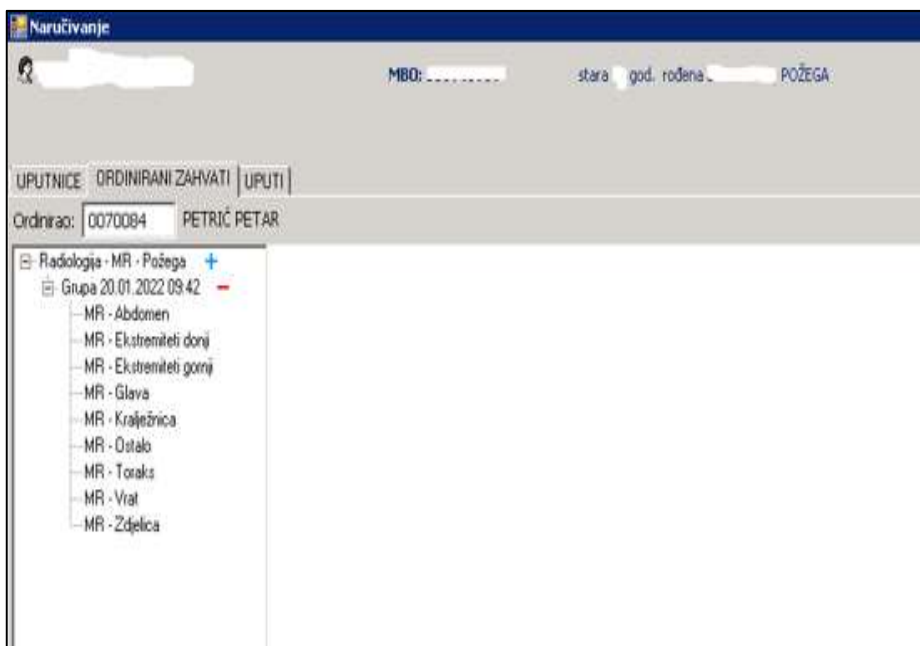 Naručivanje
MBO: stara god. rođena POŽEGA
UPUTNICE ORDINIRANI ZAHVATI UPUTI
Ordinirao: 0070084 PETRIĆ PETAR
Radiologija - MR - Požega +
Grupa 20.01.2022 09:42 −
MR - Abdomen
MR - Ekstremiteti donji
MR - Ekstremiteti gornji
MR - Glava
MR - Kralježnica
MR - Ostalo
MR - Toraks
MR - Vrat
MR - Zdjelica